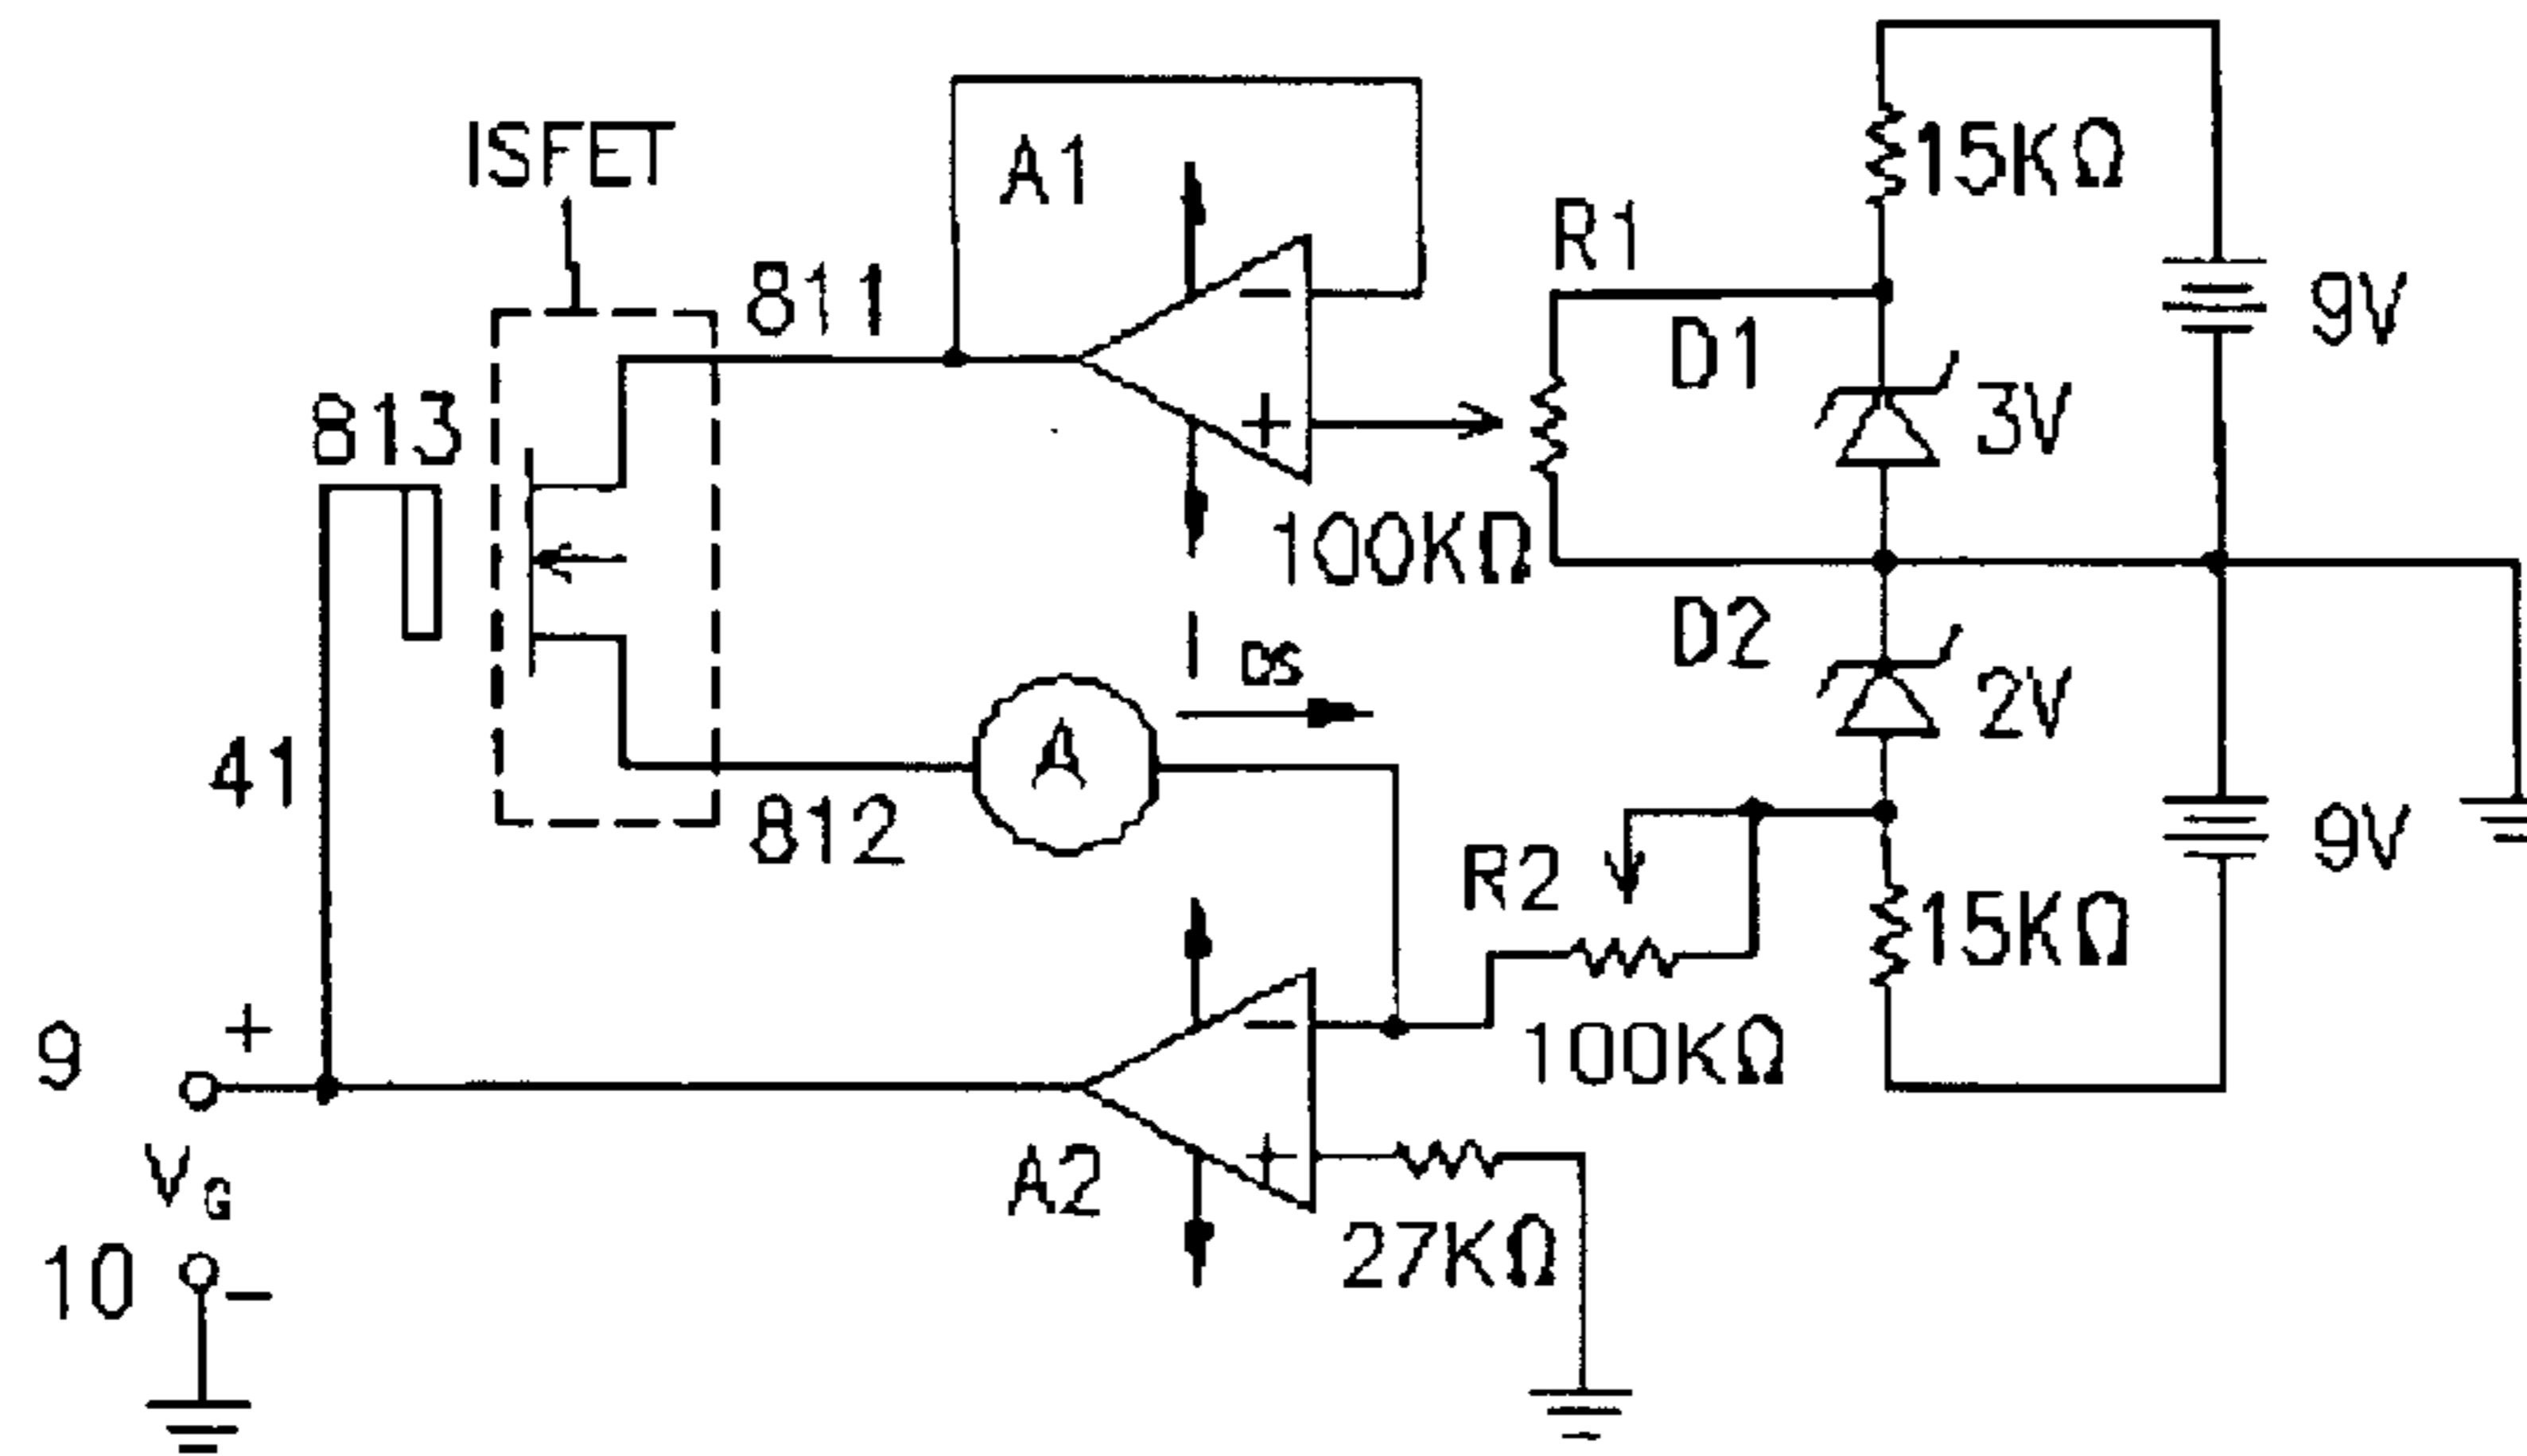 ISFET
A1
15KΩ
R1
811
9V
D1
3V
813
100KΩ
D2
DS
2V
41
A
812
R2
9V
15KΩ
9
+
100KΩ
VG
A2
10
27KΩ
−